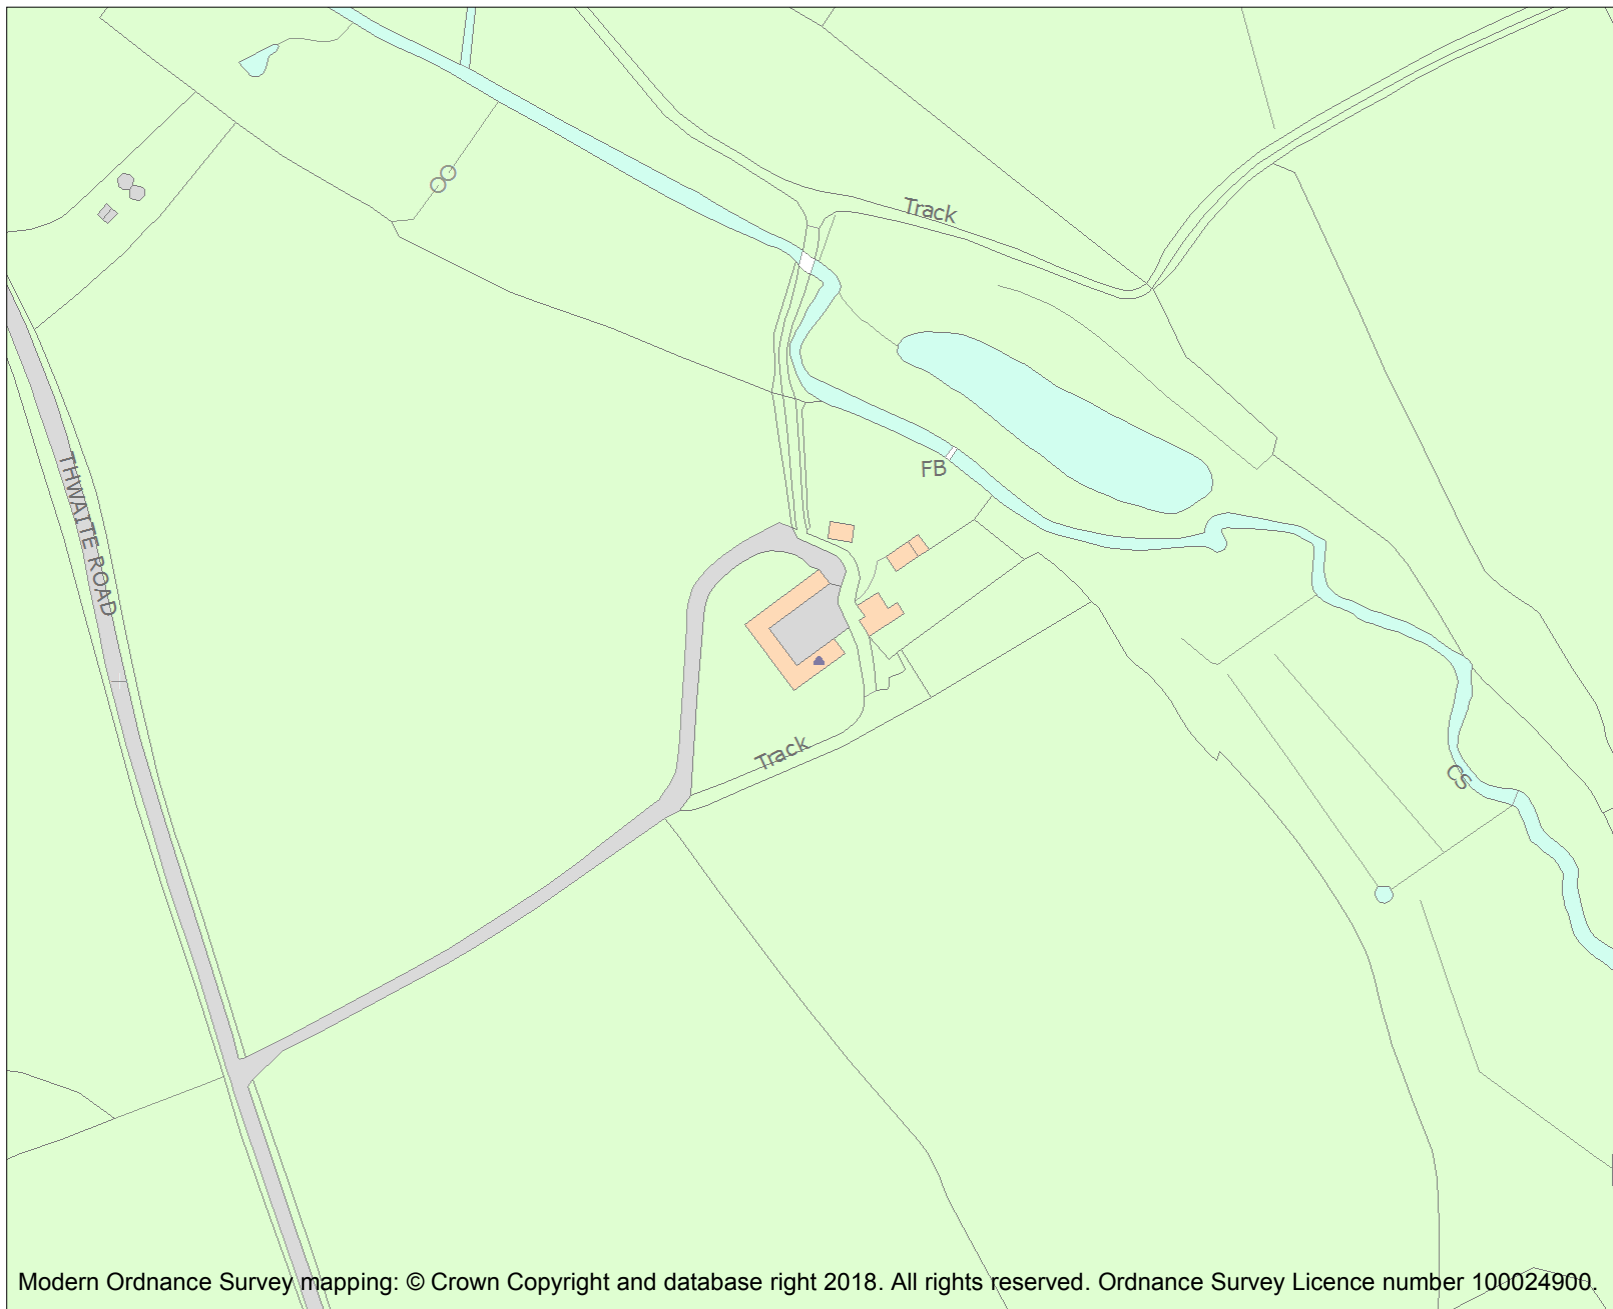 Track
FB
THWAITE ROAD
Track
CS
Modern Ordnance Survey mapping: © Crown Copyright and database right 2018. All rights reserved. Ordnance Survey Licence number 100024900.